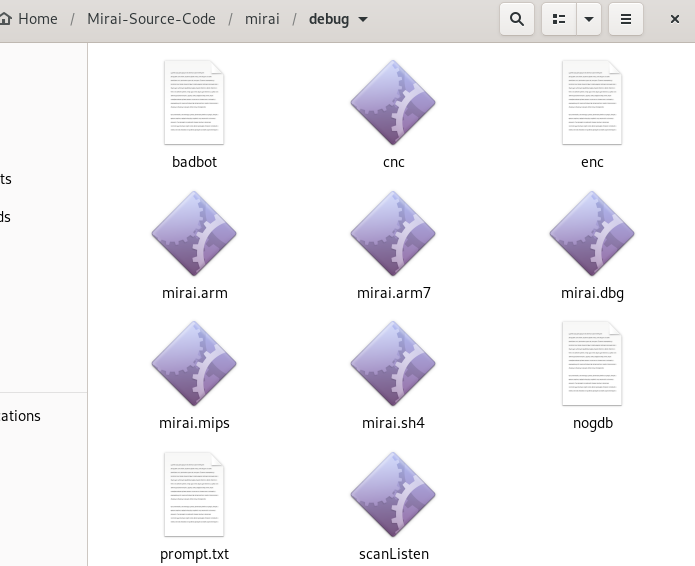 Home / Mirai-Source-Code / mirai / debug
badbot cnc enc
ts
ds
mirai.arm mirai.arm7 mirai.dbg
mirai.mips mirai.sh4 nogdb
ations
prompt.txt scanListen